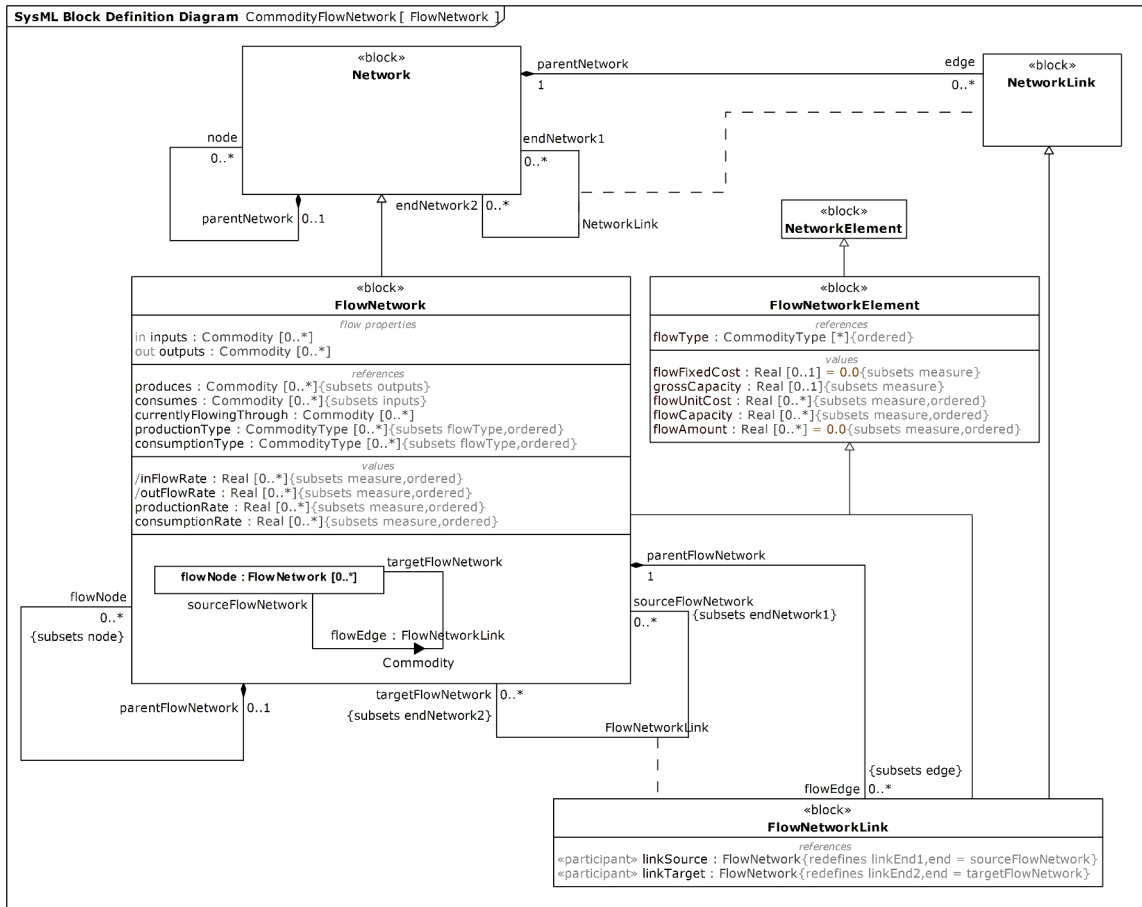 SysML Block Definition Diagram CommodityFlowNetwork [ FlowNetwork ]
«block»
Network
parentNetwork
1
edge
0..*
«block»
NetworkLink
node
0..*
parentNetwork 0..1
endNetwork1
0..*
endNetwork2 0..*
NetworkLink
«block»
NetworkElement
«block»
FlowNetwork
flow properties
in inputs : Commodity [0..*]
out outputs : Commodity [0..*]
references
produces : Commodity [0..*]{subsets outputs}
consumes : Commodity [0..*]{subsets inputs}
currentlyFlowingThrough : Commodity [0..*]
productionType : CommodityType [0..*]{subsets flowType,ordered}
consumptionType : CommodityType [0..*]{subsets flowType,ordered}
values
/inFlowRate : Real [0..*]{subsets measure,ordered}
/outFlowRate : Real [0..*]{subsets measure,ordered}
productionRate : Real [0..*]{subsets measure,ordered}
consumptionRate : Real [0..*]{subsets measure,ordered}
targetFlowNetwork
flowNode : FlowNetwork [0..*]
sourceFlowNetwork
flowEdge : FlowNetworkLink
Commodity
«block»
FlowNetworkElement
references
flowType : CommodityType [*]{ordered}
values
flowFixedCost : Real [0..1] = 0.0{subsets measure}
grossCapacity : Real [0..1]{subsets measure}
flowUnitCost : Real [0..*]{subsets measure,ordered}
flowCapacity : Real [0..*]{subsets measure,ordered}
flowAmount : Real [0..*] = 0.0{subsets measure,ordered}
flowNode
0..*
{subsets node}
parentFlowNetwork 0..1
parentFlowNetwork
1
sourceFlowNetwork
0..*
{subsets endNetwork1}
targetFlowNetwork 0..*
{subsets endNetwork2}
FlowNetworkLink
{subsets edge}
flowEdge 0..*
«block»
FlowNetworkLink
references
«participant» linkSource : FlowNetwork{redefines linkEnd1,end = sourceFlowNetwork}
«participant» linkTarget : FlowNetwork{redefines linkEnd2,end = targetFlowNetwork}